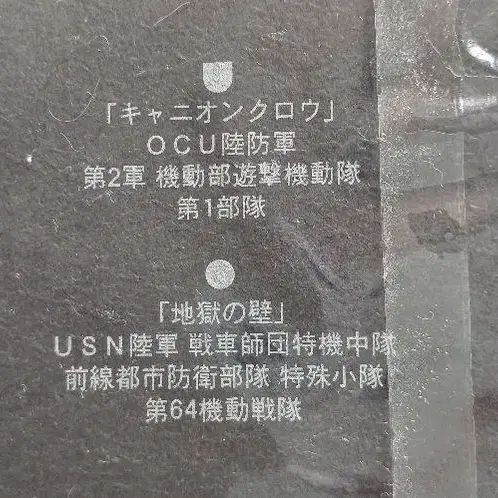 「キャニオンクロウ」
OCU陸防軍
第2軍 機動部遊撃機動隊
第1部隊
「地獄の壁」
USN陸軍 戦車師団特機中隊
前線都市防衛部隊 特殊小隊
第64機動戦隊